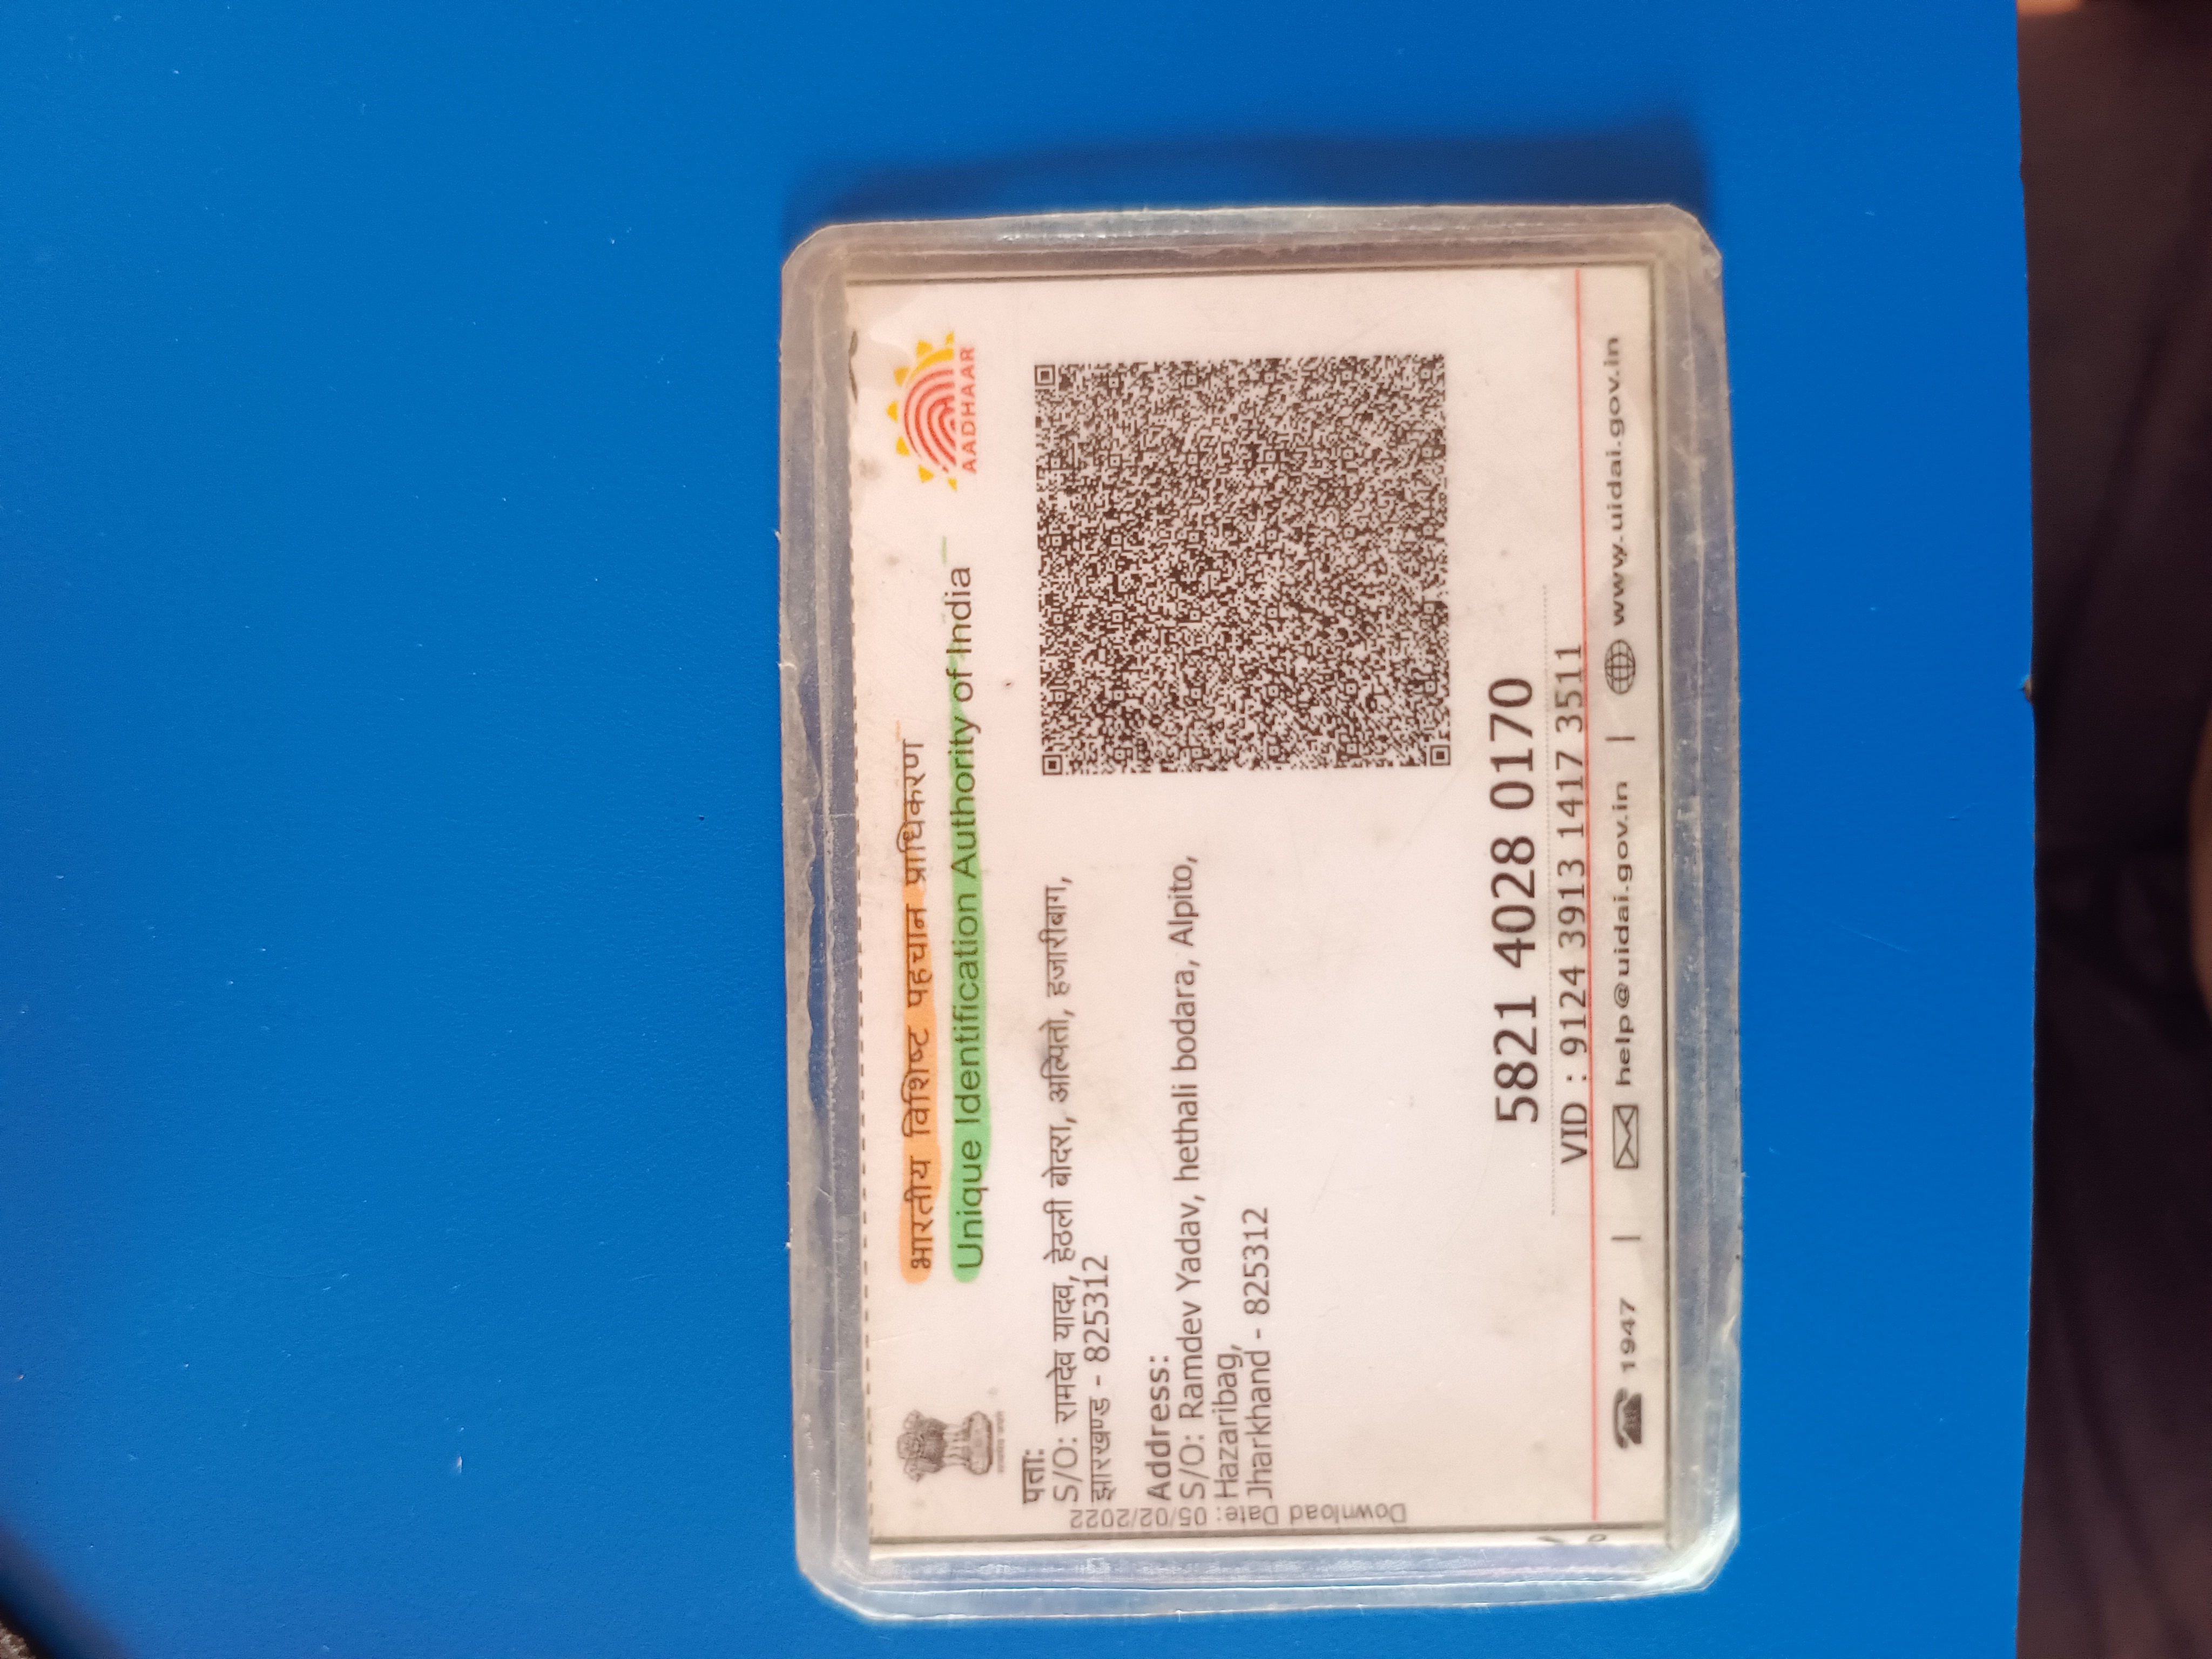 भारतीय विशिष्ट पहचान प्राधिकरण
Unique Identification Authority of India
AADHAAR
पता:
S/O: रामदेव यादव, हेठली बोदरा, अल्पितो, हजारीबाग,
झारखण्ड - 825312
Address:
S/O: Ramdev Yadav, hethali bodara, Alpito,
Hazaribag,
Jharkhand - 825312
Download Date: 05/02/2022
5821 4028 0170
VID : 9124 3913 1417 3511
1947 | help@uidai.gov.in | www.uidai.gov.in